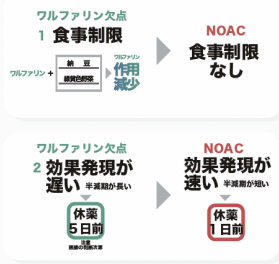 ワルファリン欠点
1 食事制限
ワルファリン + 納豆 緑黄色野菜
ワルファリン
作用
減少
NOAC
食事制限
なし
ワルファリン欠点
2 効果発現が
遅い 半減期が長い
休薬
5日前
注意
NOAC
効果発現が
速い 半減期が短い
休薬
1日前